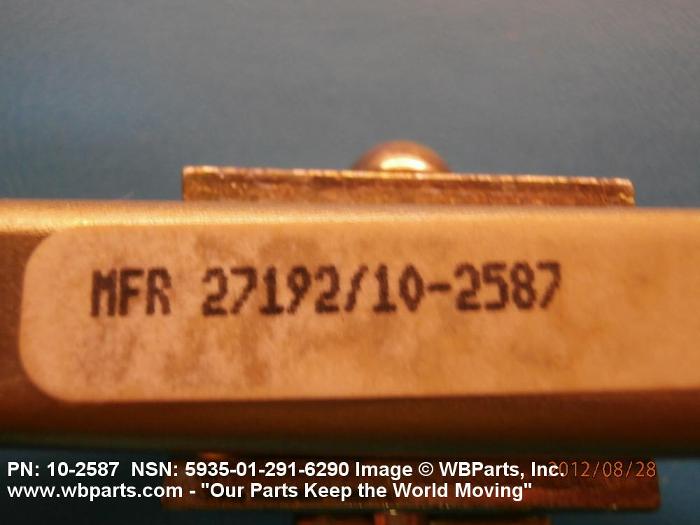 MFR 27192/10-2587
PN: 10-2587 NSN: 5935-01-291-6290 Image © WBParts, Inc. 2012/08/28
www.wbparts.com - "Our Parts Keep the World Moving"